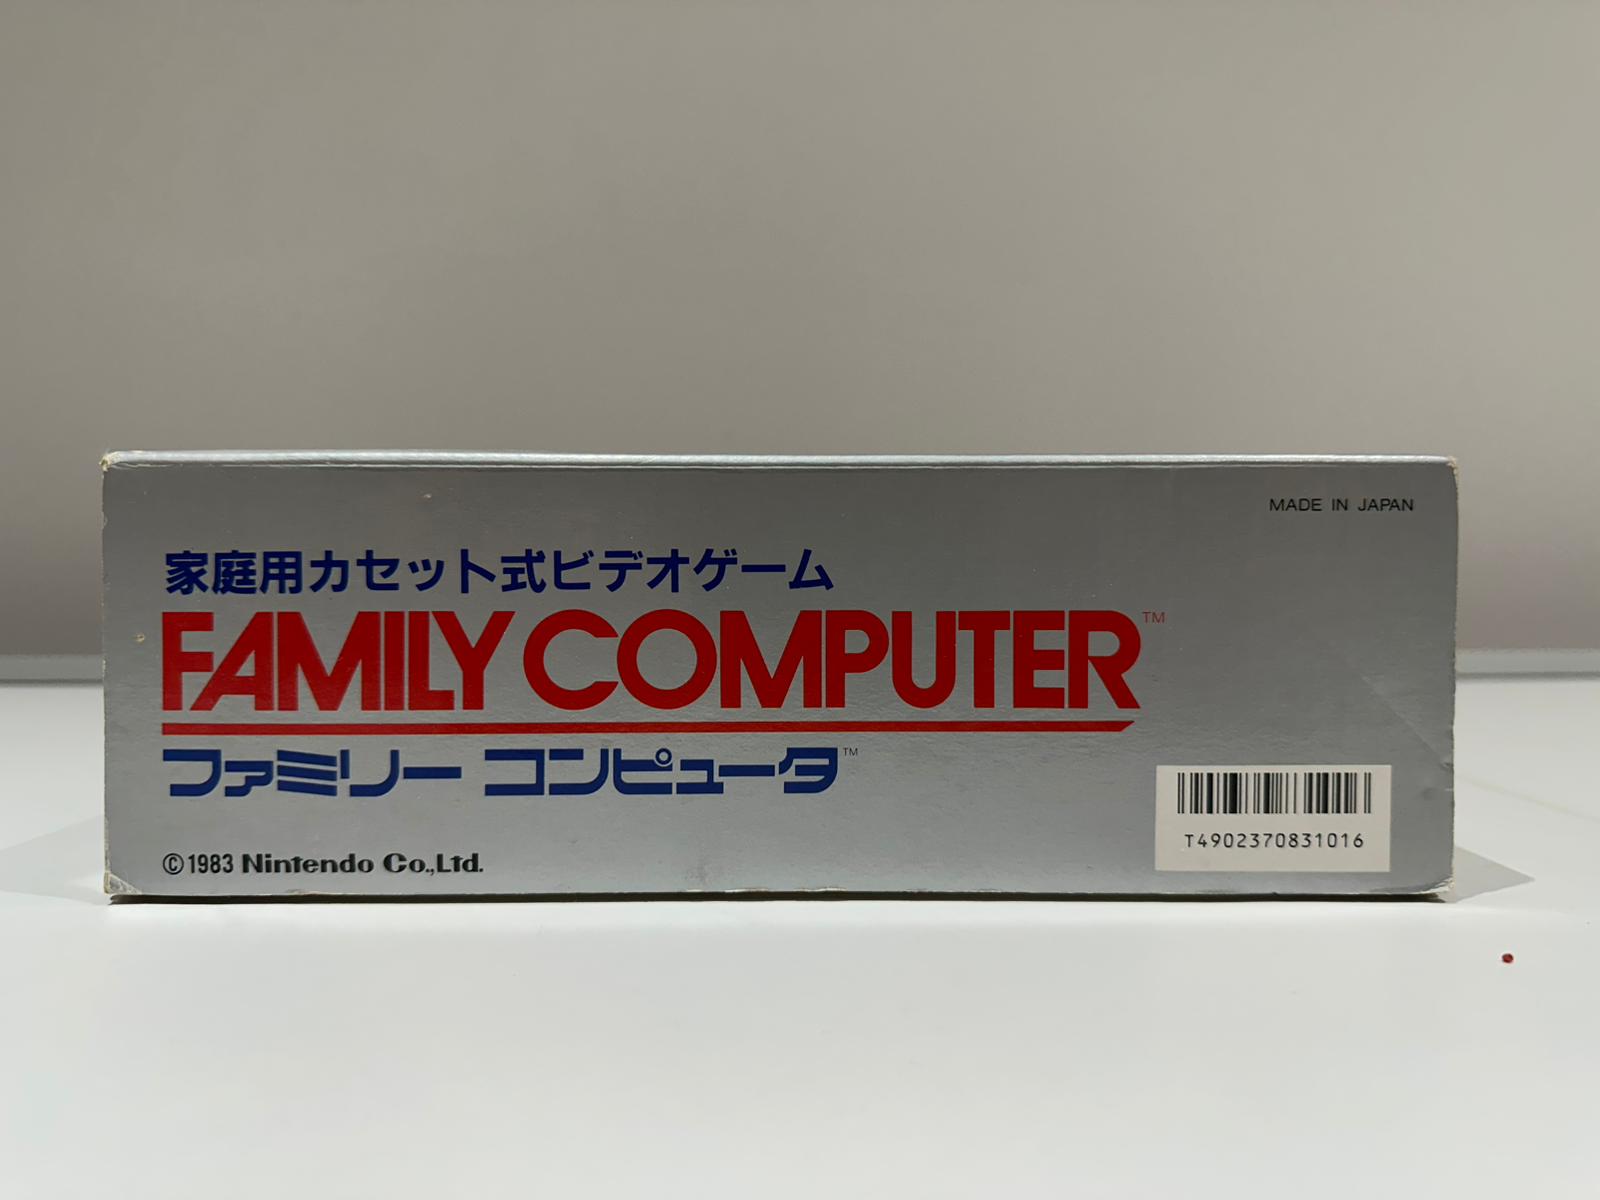 MADE IN JAPAN
家庭用カセット式ビデオゲーム
FAMILY COMPUTER™
ファミリー コンピュータ™
T4902370831016
©1983 Nintendo Co.,Ltd.